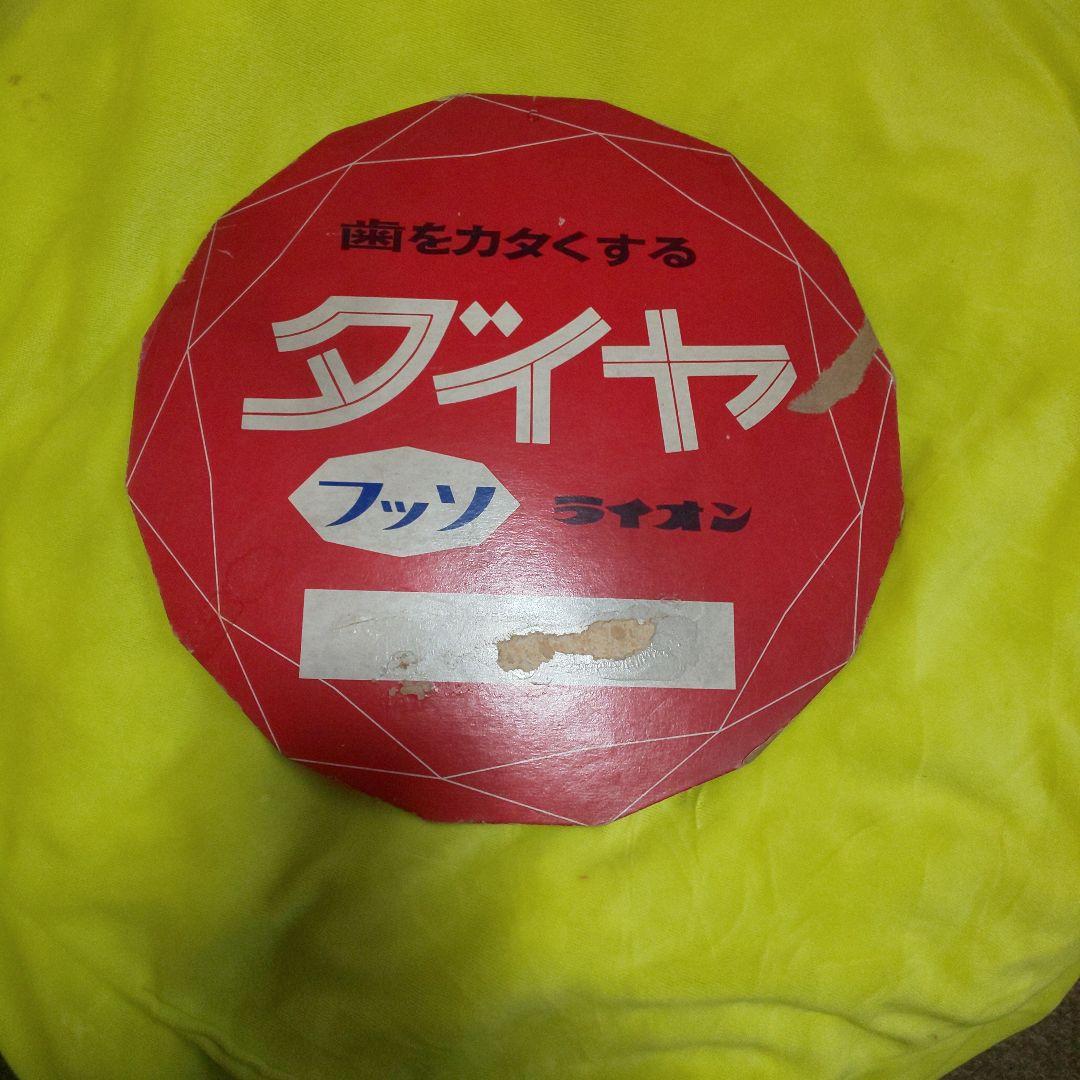 歯をカタくする
ダイヤ
フッソ ライオン